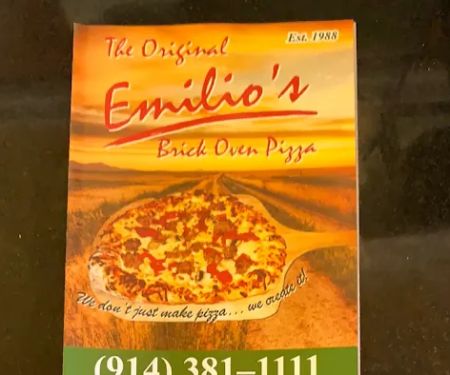 The Original
Est. 1988
Emilio's
Brick Oven Pizza
We don't just make pizza... we create it!
(914) 381-1111